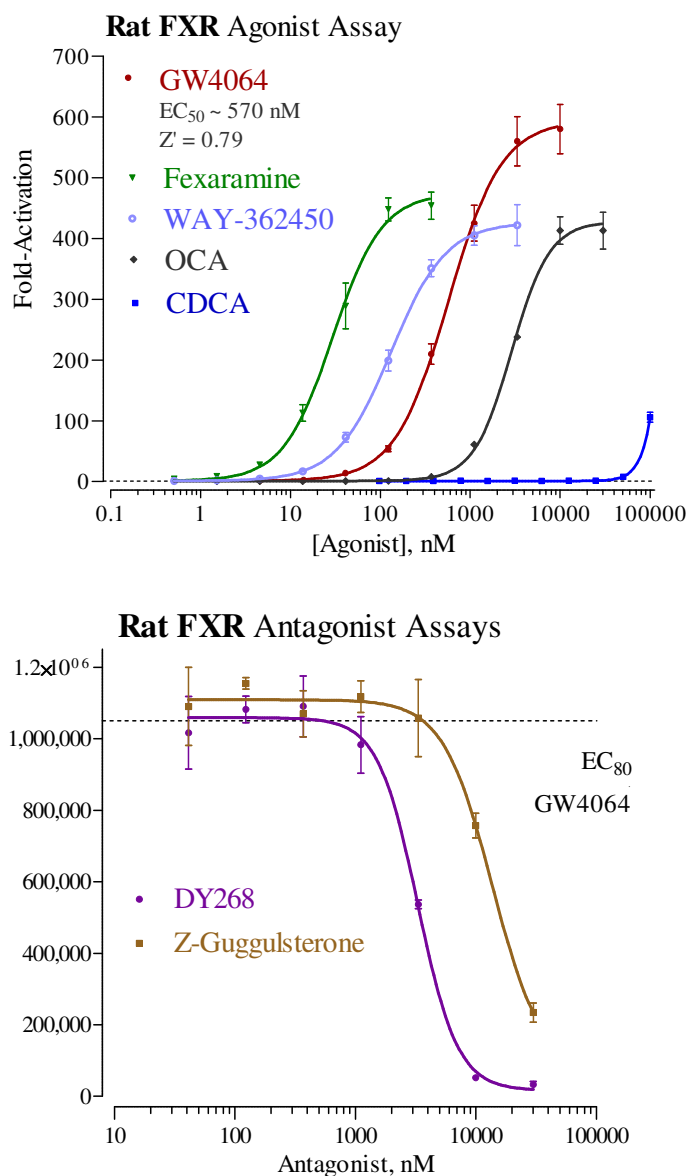 Rat FXR Agonist Assay
700
600
500
400
300
200
100
0
Fold-Activation
GW4064
EC50 ~ 570 nM
Z' = 0.79
Fexaramine
WAY-362450
OCA
CDCA
0.1 1 10 100 1000 10000 100000
[Agonist], nM
Rat FXR Antagonist Assays
1.2×10^06
1,000,000
800,000
600,000
400,000
200,000
0
EC80
GW4064
DY268
Z-Guggulsterone
10 100 1000 10000 100000
Antagonist, nM